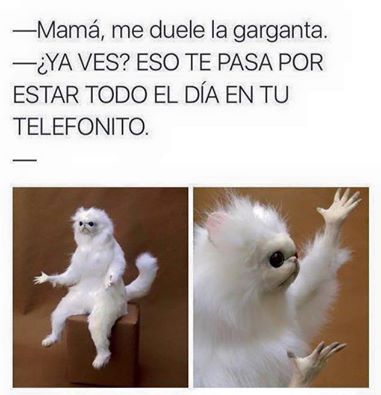 —Mamá, me duele la garganta.
—¿YA VES? ESO TE PASA POR
ESTAR TODO EL DÍA EN TU
TELEFONITO.
—